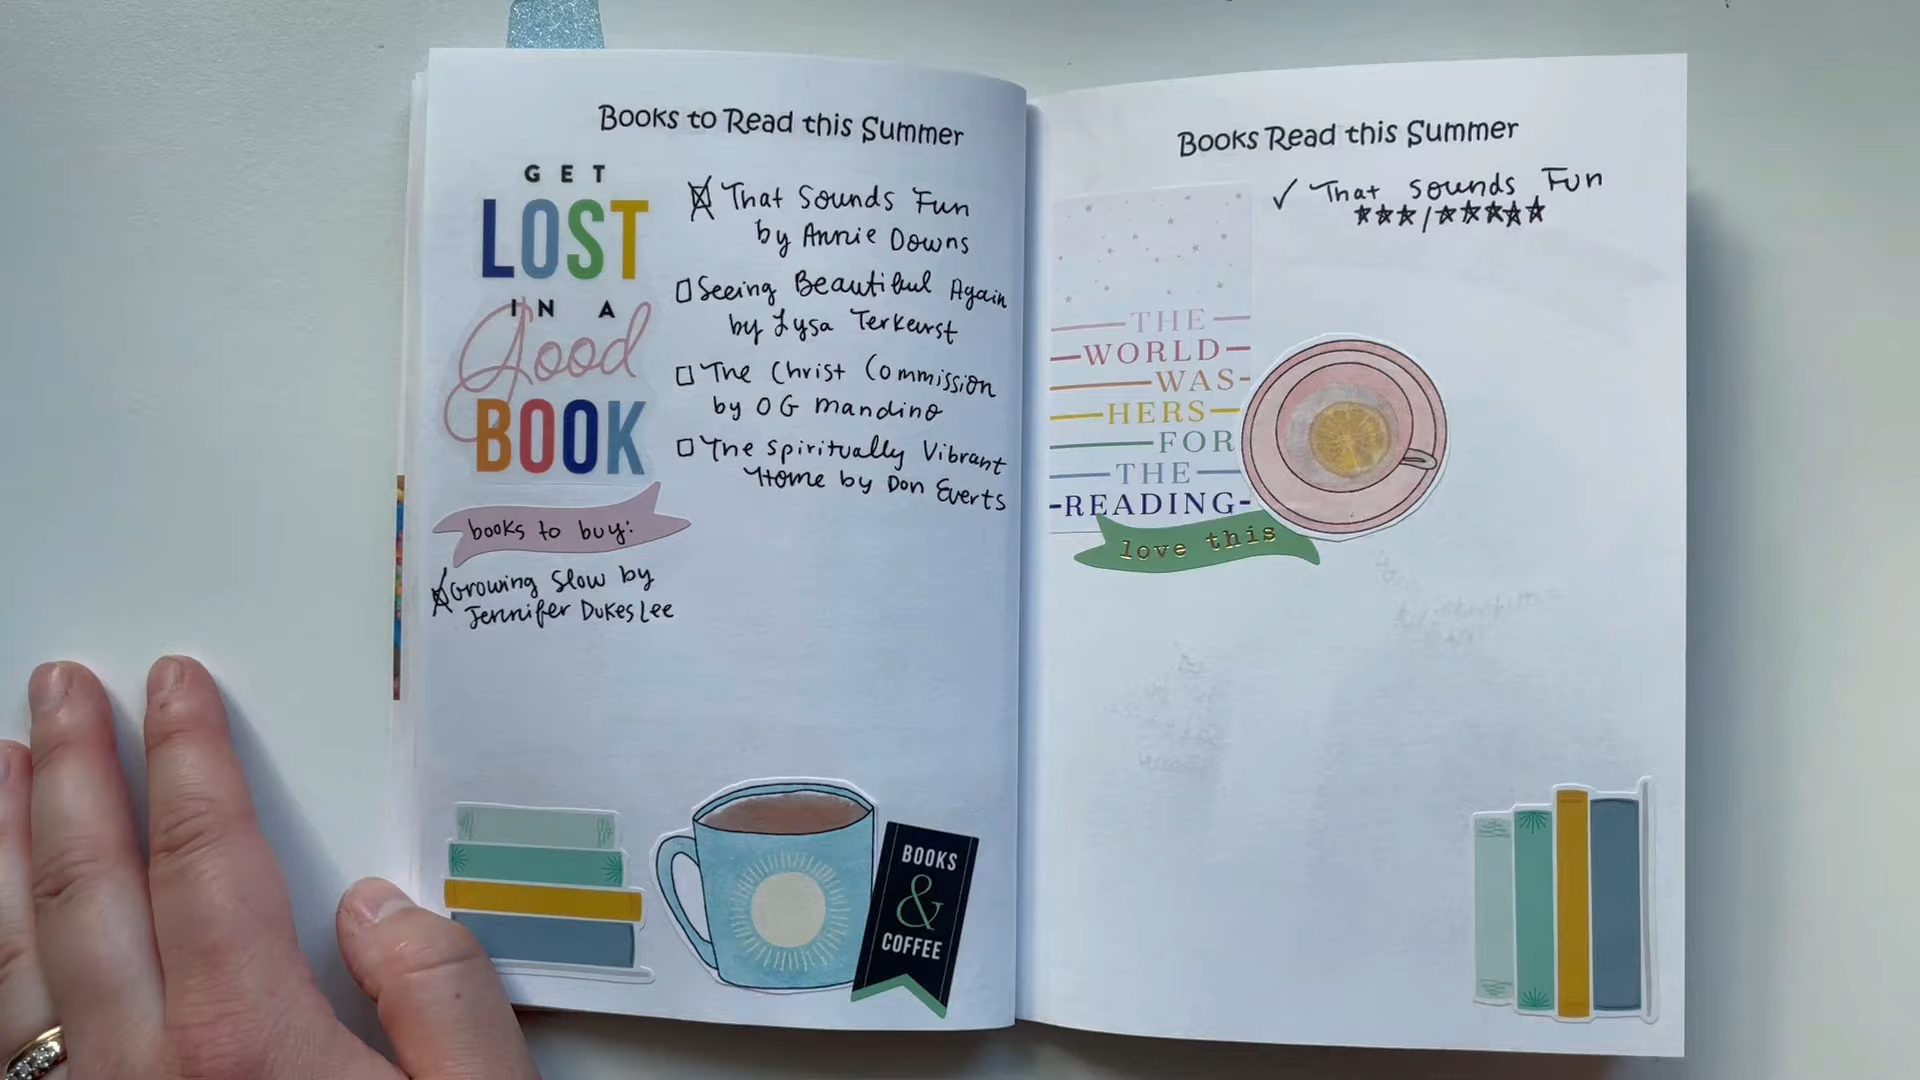 Books to Read this Summer
GET
LOST
IN A
Good
BOOK
That Sounds Fun
by Annie Downs
Seeing Beautiful Again
by Lysa Terkeurst
The Christ Commission
by OG Mandino
The Spiritually Vibrant
Home by Don Everts
books to buy:
Growing Slow by
Jennifer Dukes Lee
BOOKS
&
COFFEE
Books Read this Summer
✓ That Sounds Fun
★★★/★★★★★
THE
WORLD
WAS
HERS
FOR
THE
READING
love this